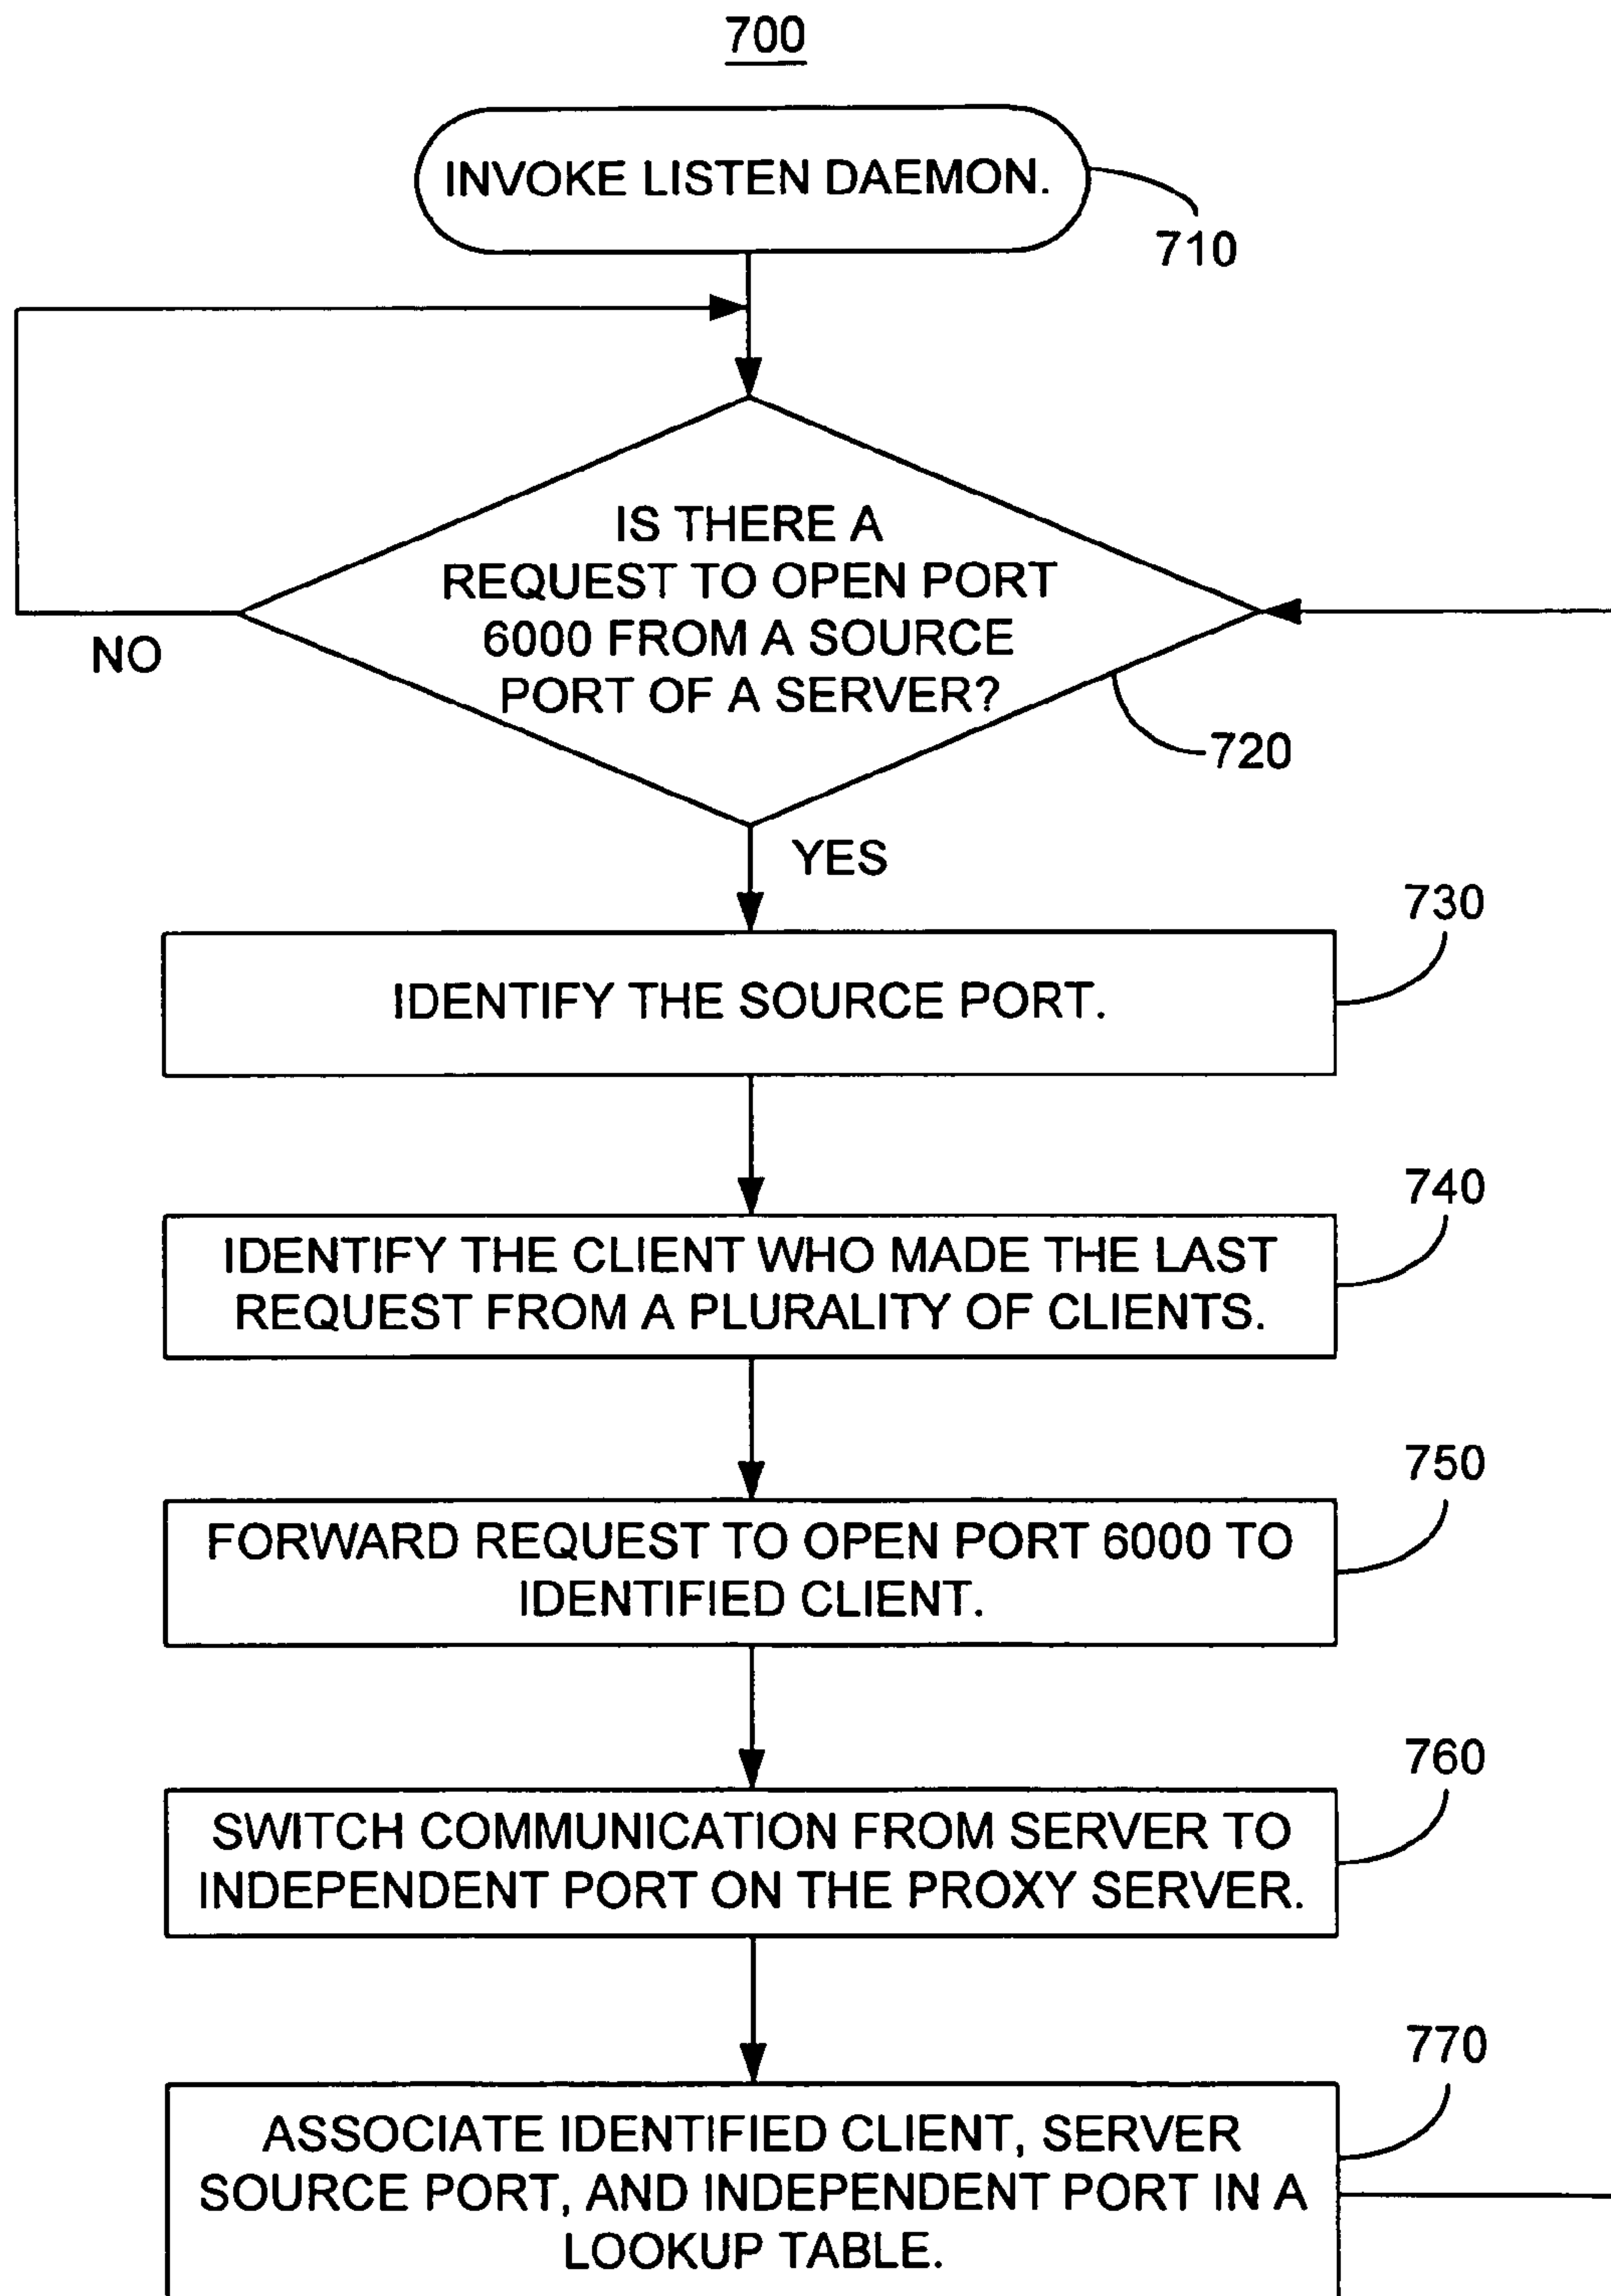 700
INVOKE LISTEN DAEMON.
710
IS THERE A
REQUEST TO OPEN PORT
6000 FROM A SOURCE
PORT OF A SERVER?
NO
720
YES
730
IDENTIFY THE SOURCE PORT.
740
IDENTIFY THE CLIENT WHO MADE THE LAST
REQUEST FROM A PLURALITY OF CLIENTS.
750
FORWARD REQUEST TO OPEN PORT 6000 TO
IDENTIFIED CLIENT.
760
SWITCH COMMUNICATION FROM SERVER TO
INDEPENDENT PORT ON THE PROXY SERVER.
770
ASSOCIATE IDENTIFIED CLIENT, SERVER
SOURCE PORT, AND INDEPENDENT PORT IN A
LOOKUP TABLE.